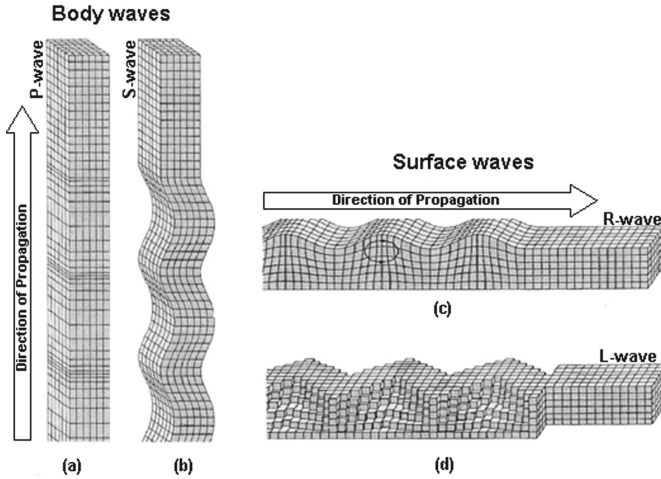 Body waves
P-wave
S-wave
Direction of Propagation
(a)
(b)
Surface waves
Direction of Propagation
R-wave
(c)
L-wave
(d)